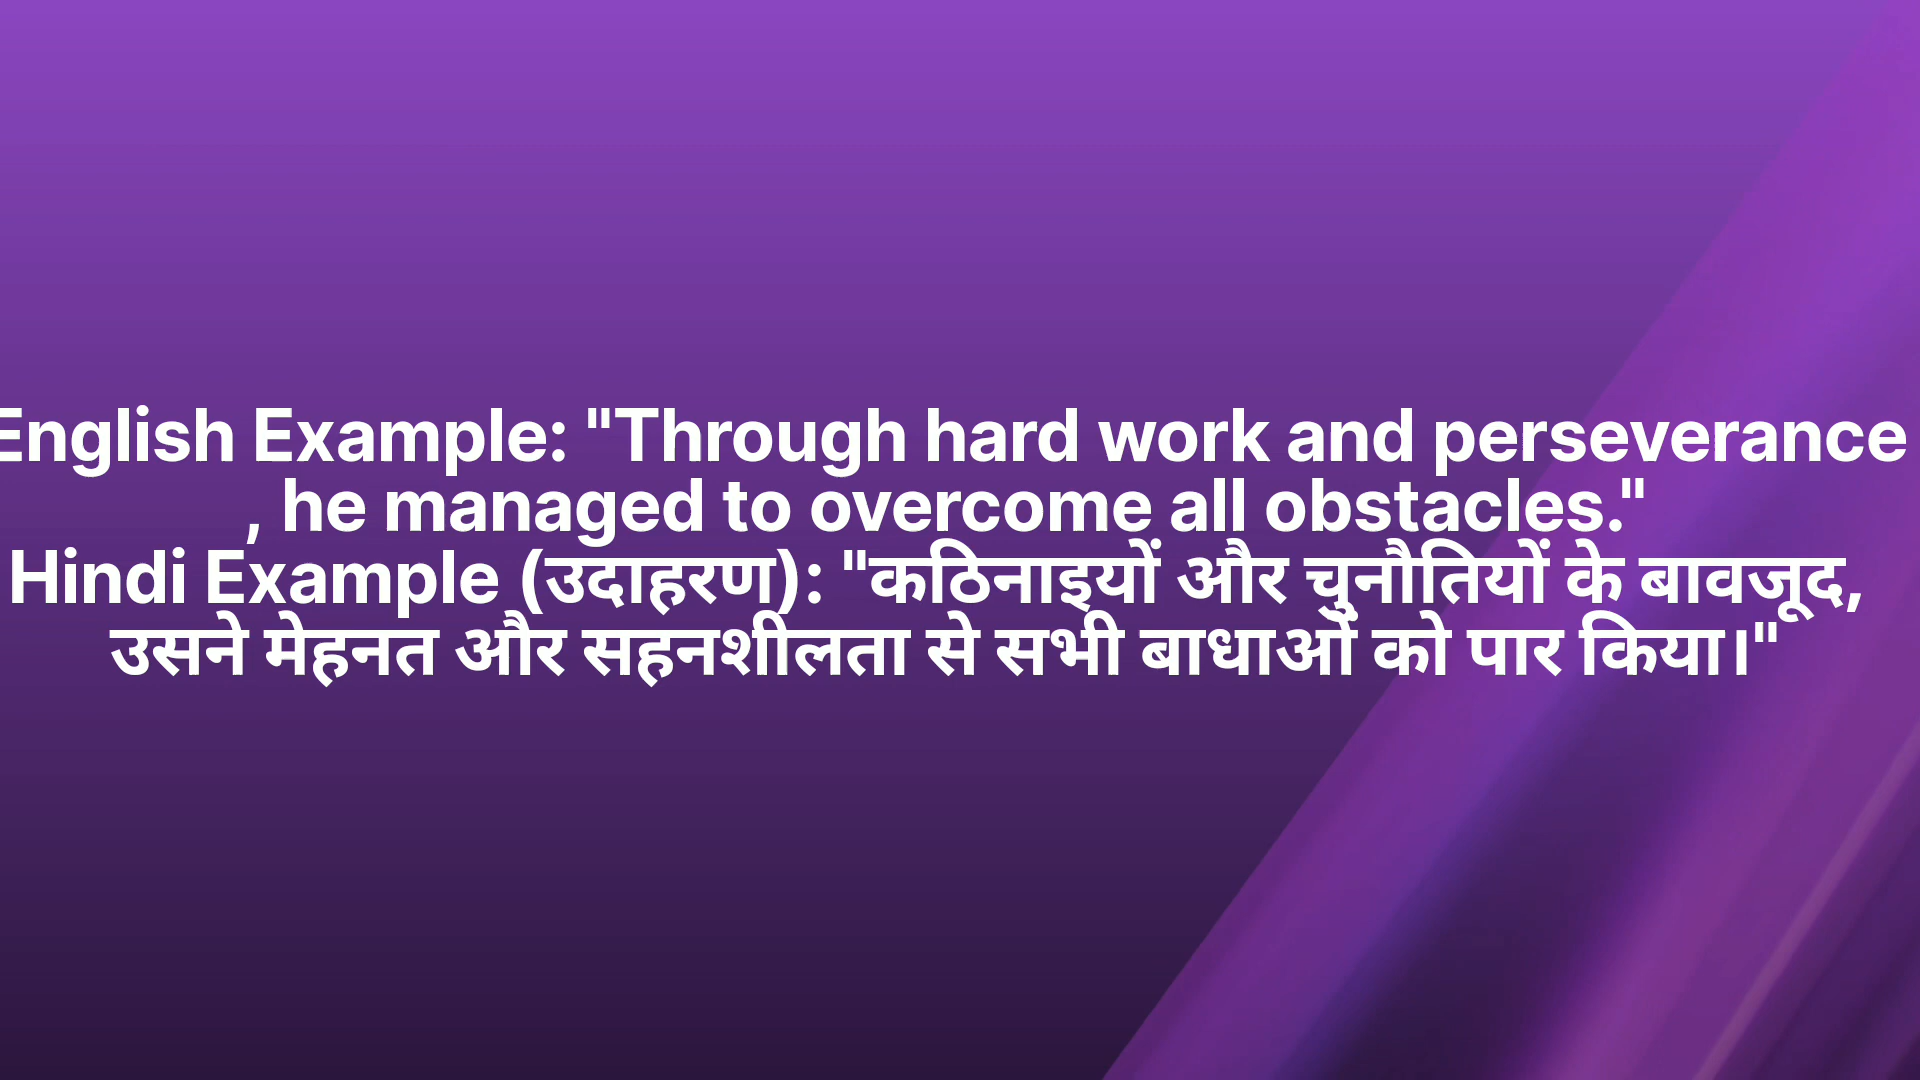 English Example: "Through hard work and perseverance
, he managed to overcome all obstacles."
Hindi Example (उदाहरण): "कठिनाइयों और चुनौतियों के बावजूद,
उसने मेहनत और सहनशीलता से सभी बाधाओं को पार किया।"